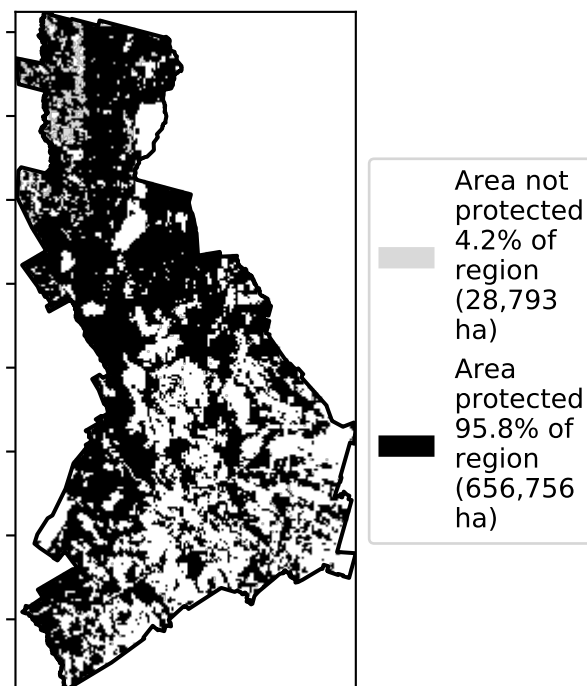 Area not
protected
4.2% of
region
(28,793
ha)
Area
protected
95.8% of
region
(656,756
ha)